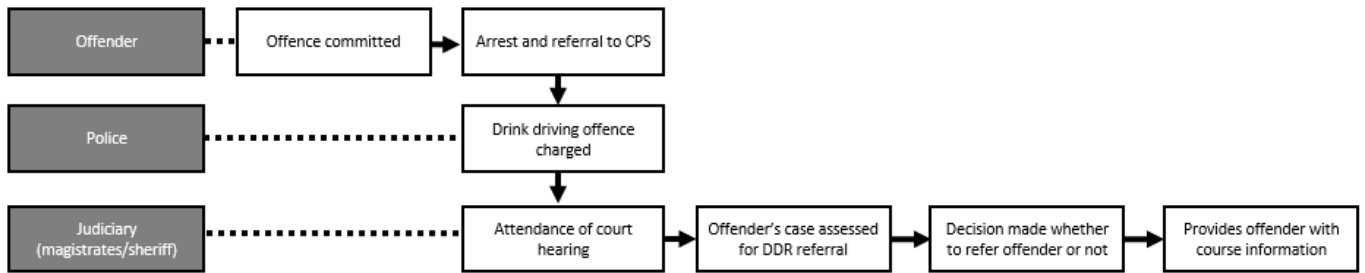 Offender
Offence committed
Arrest and referral to CPS
Police
Drink driving offence
charged
Judiciary
(magistrates/sheriff)
Attendance of court
hearing
Offender's case assessed
for DDR referral
Decision made whether
to refer offender or not
Provides offender with
course information